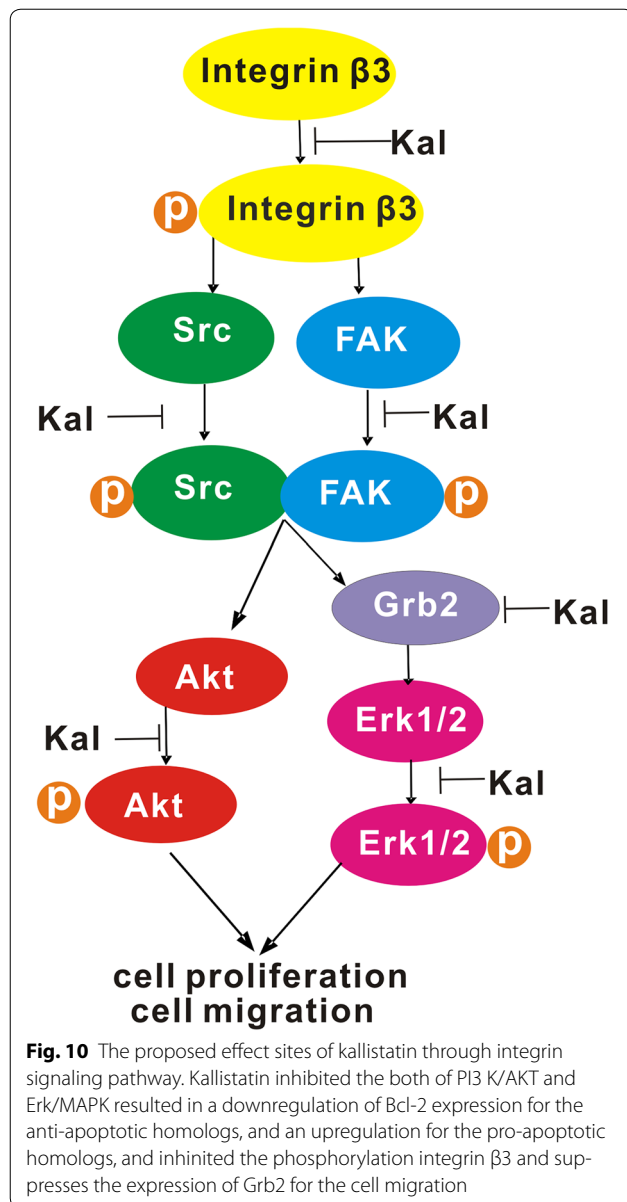 Integrin β3
Kal
p
Integrin β3
Src
FAK
Kal
Kal
p
Src
FAK
p
Grb2
Kal
Akt
Erk1/2
Kal
Kal
p
Akt
Erk1/2
p
cell proliferation
cell migration
Fig. 10 The proposed effect sites of kallistatin through integrin
signaling pathway. Kallistatin inhibited the both of PI3 K/AKT and
Erk/MAPK resulted in a downregulation of Bcl-2 expression for the
anti-apoptotic homologs, and an upregulation for the pro-apoptotic
homologs, and inhinited the phosphorylation integrin β3 and sup-
presses the expression of Grb2 for the cell migration